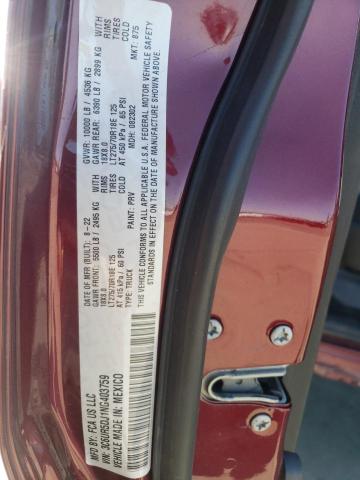 MFD BY: FCA US LLC
DATE OF MFR (BUILT): 8-22
GVWR: 10000 LB / 4536 KG
GAWR FRONT: 5500 LB / 2495 KG
WITH
18X8.0
RIMS
LT275/70R18E 125
TIRES
AT 415 kPa / 60 PSI
COLD
GAWR REAR: 6390 LB / 2899 KG
WITH
18X8.0
RIMS
LT275/70R18E 125
TIRES
AT 450 kPa / 65 PSI
COLD
MDH: 082302
MKT: 875
THIS VEHICLE CONFORMS TO ALL APPLICABLE U.S.A. FEDERAL MOTOR VEHICLE SAFETY
STANDARDS IN EFFECT ON THE DATE OF MANUFACTURE SHOWN ABOVE.
VIN: 3C6UR5DJ1NG403759
TYPE: TRUCK
PAINT: PRV
VEHICLE MADE IN: MEXICO